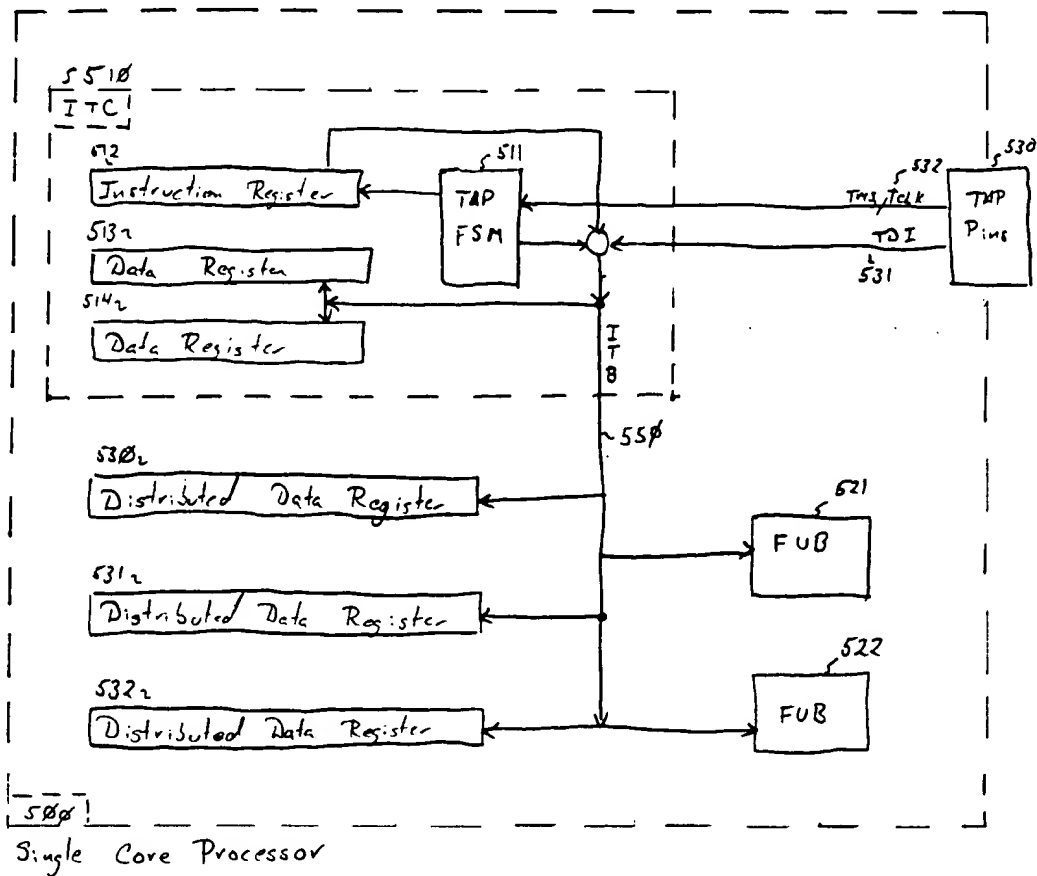 510
ITC
512
Instruction Register
511
TAP
FSM
532
530
TMS/TCLK
TAP
Pins
TDI
531
513
Data Register
514
Data Register
ITB
550
530
Distributed Data Register
521
FUB
531
Distributed Data Register
532
Distributed Data Register
522
FUB
500
Single Core Processor